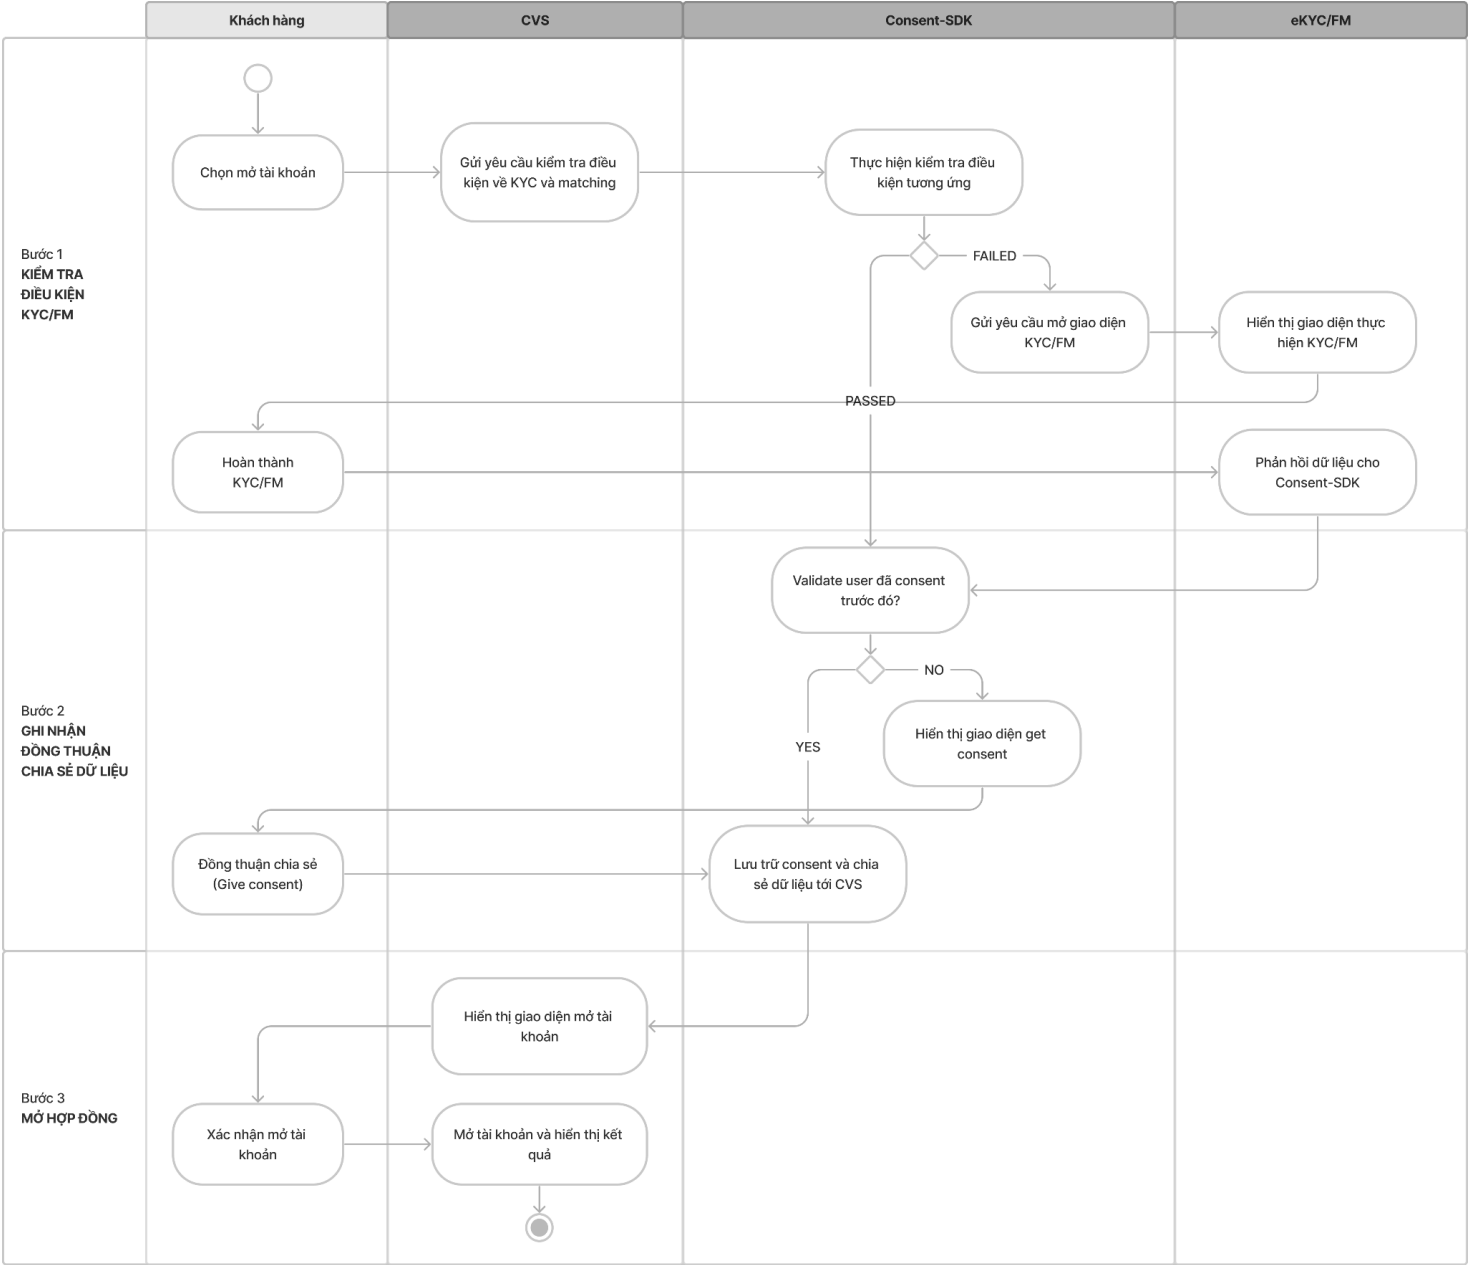 Khách hàng
CVS
Consent-SDK
eKYC/FM
Bước 1
KIỂM TRA
ĐIỀU KIỆN
KYC/FM
Chọn mở tài khoản
Gửi yêu cầu kiểm tra điều
kiện về KYC và matching
Thực hiện kiểm tra điều
kiện tương ứng
FAILED
Gửi yêu cầu mở giao diện
KYC/FM
Hiển thị giao diện thực
hiện KYC/FM
PASSED
Hoàn thành
KYC/FM
Phản hồi dữ liệu cho
Consent-SDK
Bước 2
GHI NHẬN
ĐỒNG THUẬN
CHIA SẺ DỮ LIỆU
Validate user đã consent
trước đó?
NO
YES
Hiển thị giao diện get
consent
Đồng thuận chia sẻ
(Give consent)
Lưu trữ consent và chia
sẻ dữ liệu tới CVS
Bước 3
MỞ HỢP ĐỒNG
Hiển thị giao diện mở tài
khoản
Xác nhận mở tài
khoản
Mở tài khoản và hiển thị kết
quả